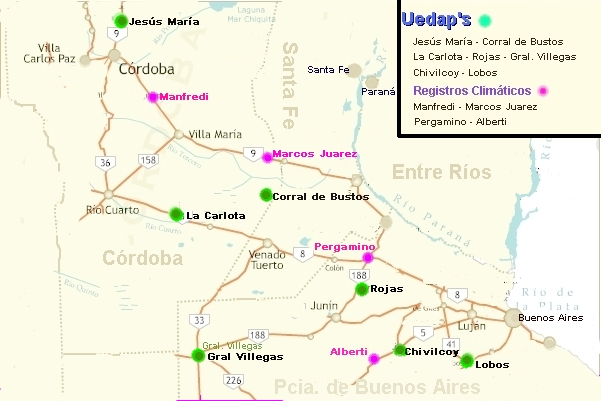 Laguna
Mar Chiquita
Uedap's
Jesús María
Jesús María - Corral de Bustos
La Carlota - Rojas - Gral. Villegas
Chivilcoy - Lobos
Registros Climáticos
Manfredi - Marcos Juarez
Pergamino - Alberti
9
Villa
Carlos Paz
Córdoba
Santa Fe
Santa Fe
Paraná
Manfredi
Villa María
9
Marcos Juarez
36
158
Entre Ríos
Río Cuarto
La Carlota
Corral de Bustos
Río Paraná
Córdoba
Venado
Tuerto
8
Colón
Pergamino
188
Rojas
Río Quinto
Río de
la Plata
8
33
188
Junín
5
Luján
Buenos Aires
Gral. Villegas
Gral Villegas
Alberti
Chivilcoy
41
Lobos
226
Pcia. de Buenos Aires